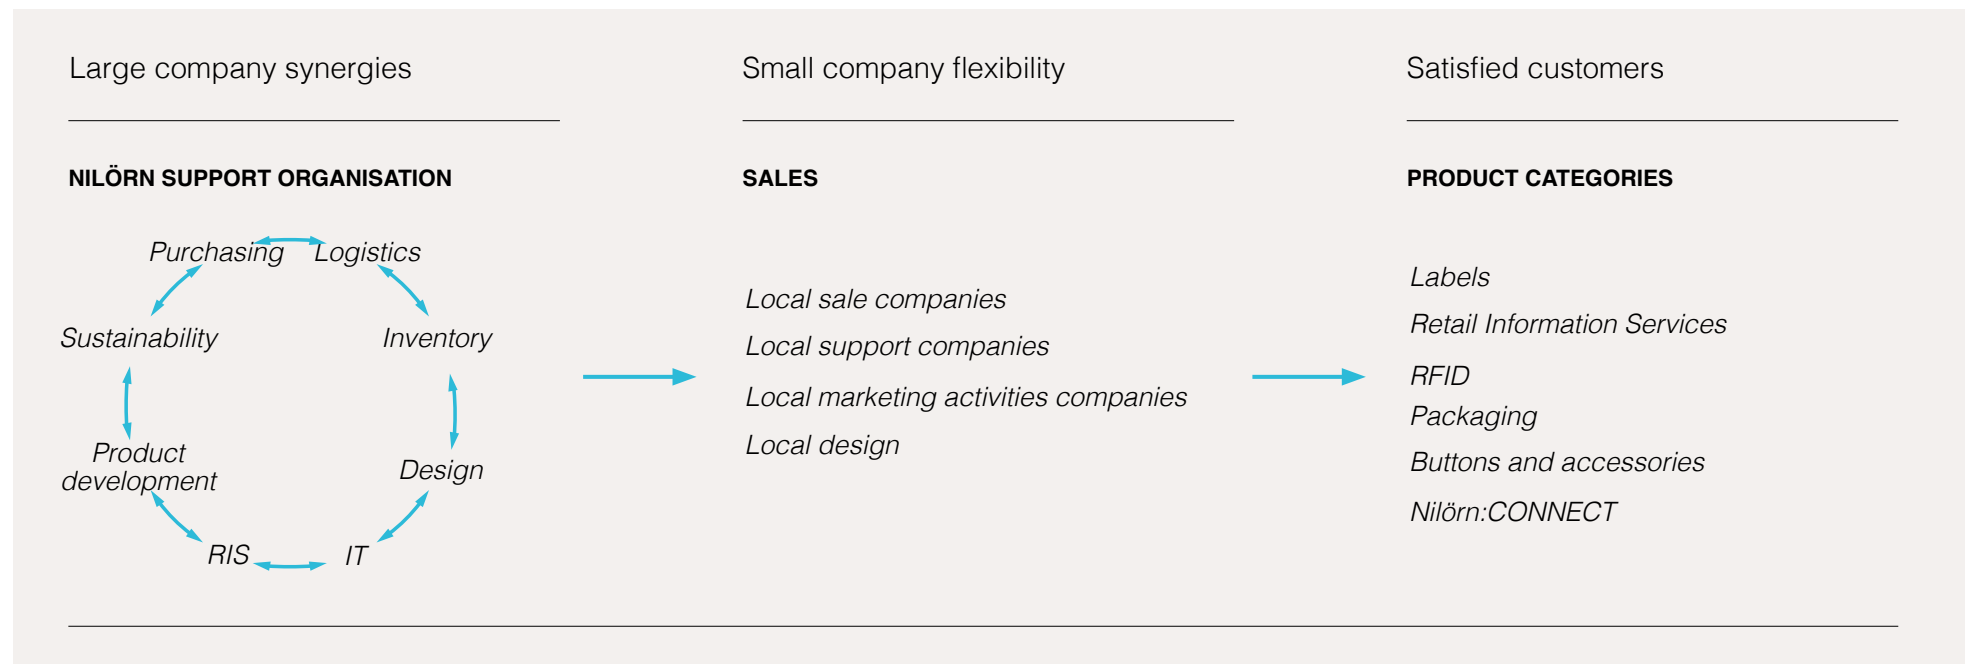 Large company synergies
Small company flexibility
Satisfied customers
NILÖRN SUPPORT ORGANISATION
Purchasing
Logistics
Sustainability
Inventory
Product
development
Design
RIS
IT
SALES
Local sale companies
Local support companies
Local marketing activities companies
Local design
PRODUCT CATEGORIES
Labels
Retail Information Services
RFID
Packaging
Buttons and accessories
Nilörn:CONNECT